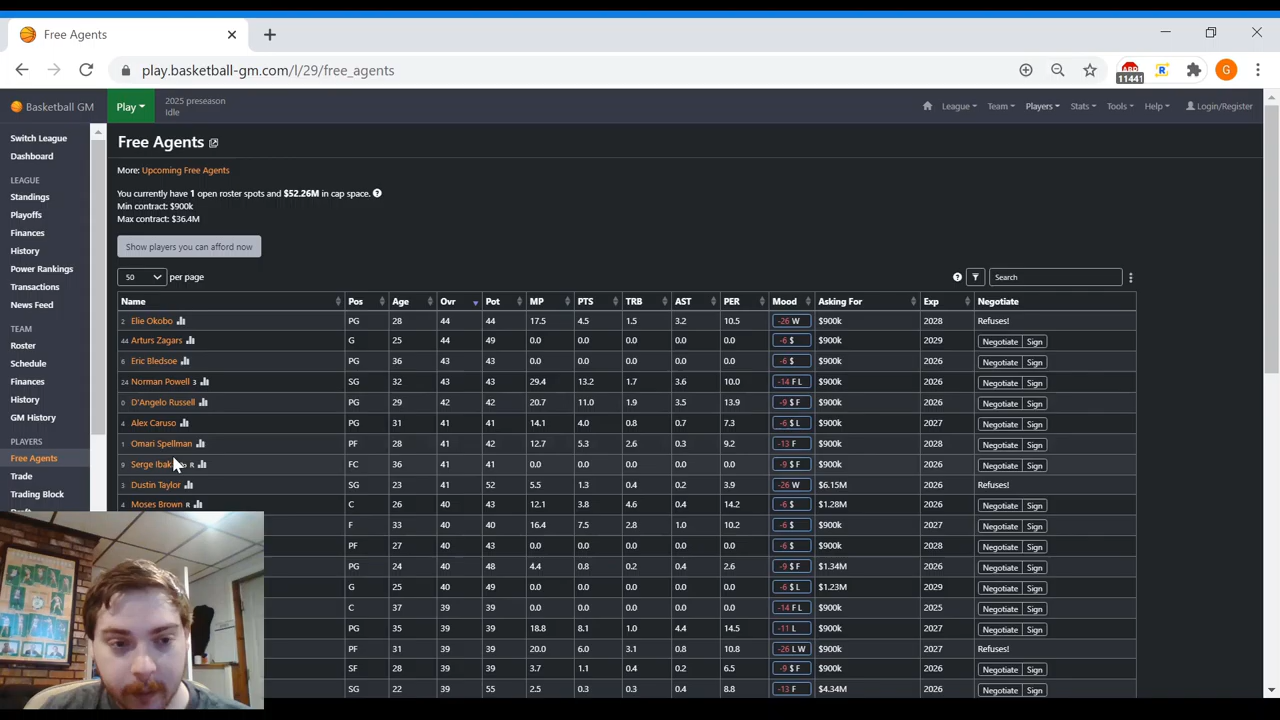 Free Agents
play.basketball-gm.com/l/29/free_agents
ABP
11441
R
G
Basketball GM
Play
2025 preseason
Idle
League
Team
Players
Stats
Tools
Help
Login/Register
Switch League
Dashboard
LEAGUE
Standings
Playoffs
Finances
History
Power Rankings
Transactions
News Feed
TEAM
Roster
Schedule
Finances
History
GM History
PLAYERS
Free Agents
Trade
Trading Block
Free Agents
More: Upcoming Free Agents
You currently have 1 open roster spots and $52.26M in cap space.
Min contract: $900k
Max contract: $36.4M
Show players you can afford now
50 per page
Search
Name Pos Age Ovr Pot MP PTS TRB AST PER Mood Asking For Exp Negotiate
2 Elie Okobo PG 28 44 44 17.5 4.5 1.5 3.2 10.5 -26 W $900k 2028 Refuses!
44 Arturs Zagars G 25 44 49 0.0 0.0 0.0 0.0 0.0 -6 $ $900k 2029 Negotiate Sign
6 Eric Bledsoe PG 36 43 43 0.0 0.0 0.0 0.0 0.0 -6 $ $900k 2026 Negotiate Sign
24 Norman Powell 3 SG 32 43 43 29.4 13.2 1.7 3.6 10.0 -14 F L $900k 2026 Negotiate Sign
0 D'Angelo Russell PG 29 42 42 20.7 11.0 1.9 3.5 13.9 -9 $ F $900k 2026 Negotiate Sign
4 Alex Caruso PG 31 41 41 14.1 4.0 0.8 0.7 7.3 -6 $ L $900k 2027 Negotiate Sign
1 Omari Spellman PF 28 41 42 12.7 5.3 2.6 0.3 9.2 -13 F $900k 2028 Negotiate Sign
9 Serge Ibak R FC 36 41 41 0.0 0.0 0.0 0.0 0.0 -9 $ F $900k 2026 Negotiate Sign
3 Dustin Taylor SG 23 41 52 5.5 1.3 0.4 0.2 3.9 -26 W $6.15M 2026 Refuses!
4 Moses Brown R C 26 40 43 12.1 3.8 4.6 0.8 14.2 -6 $ $1.28M 2026 Negotiate Sign
F 33 40 40 16.4 7.5 2.8 1.0 10.2 -6 $ $900k 2027 Negotiate Sign
PF 27 40 43 0.0 0.0 0.0 0.0 0.0 -6 $ $900k 2028 Negotiate Sign
PG 24 40 48 4.4 0.8 0.2 0.4 2.6 -9 $ F $1.34M 2026 Negotiate Sign
G 25 40 49 0.0 0.0 0.0 0.0 0.0 -6 $ L $1.23M 2029 Negotiate Sign
C 37 39 39 0.0 0.0 0.0 0.0 0.0 -14 F L $900k 2025 Negotiate Sign
PG 35 39 39 18.8 8.1 1.0 4.4 14.5 -11 L $900k 2027 Negotiate Sign
PF 31 39 39 20.0 6.0 3.1 0.8 10.8 -26 L W $900k 2027 Refuses!
SF 28 39 39 3.7 1.1 0.4 0.2 6.5 -9 $ F $900k 2026 Negotiate Sign
SG 22 39 55 2.5 0.3 0.3 0.4 8.8 -13 F $4.34M 2026 Negotiate Sign